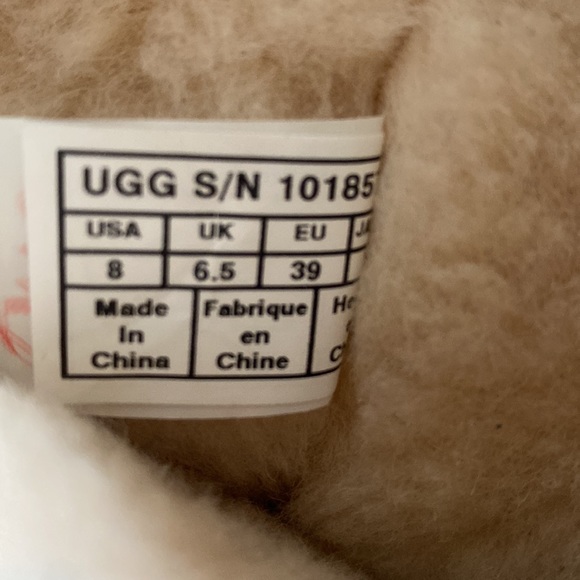 UGG S/N 10185
USA UK EU
8 6.5 39
Made Fabrique
In en
China Chine